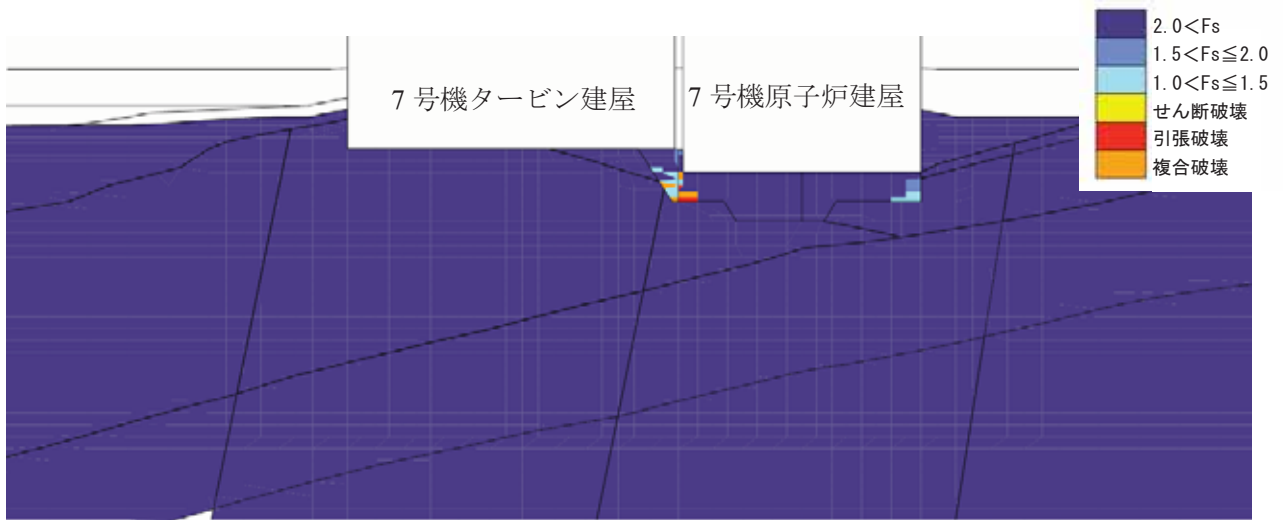 2.0<Fs
1.5<Fs≦2.0
1.0<Fs≦1.5
せん断破壊
引張破壊
複合破壊
7 号機タービン建屋
7 号機原子炉建屋